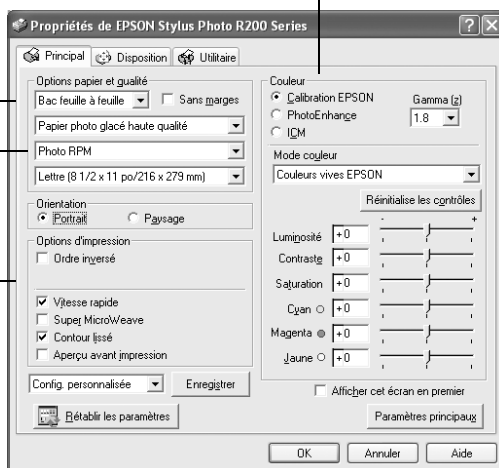 Propriétés de EPSON Stylus Photo R200 Series
Principal
Disposition
Utilitaire
Options papier et qualité
Bac feuille à feuille
Sans marges
Papier photo glacé haute qualité
Photo RPM
Lettre (8 1/2 x 11 po/216 x 279 mm)
Orientation
Portrait
Paysage
Options d'impression
Ordre inversé
Vitesse rapide
Super MicroWeave
Contour lissé
Aperçu avant impression
Config. personnalisée
Enregistrer
Rétablir les paramètres
Couleur
Calibration EPSON
PhotoEnhance
ICM
Gamma (z)
1.8
Mode couleur
Couleurs vives EPSON
Réinitialise les contrôles
- +
Luminosité +0
Contraste +0
Saturation +0
Cyan +0
Magenta +0
Jaune +0
Afficher cet écran en premier
Paramètres principaux
OK
Annuler
Aide